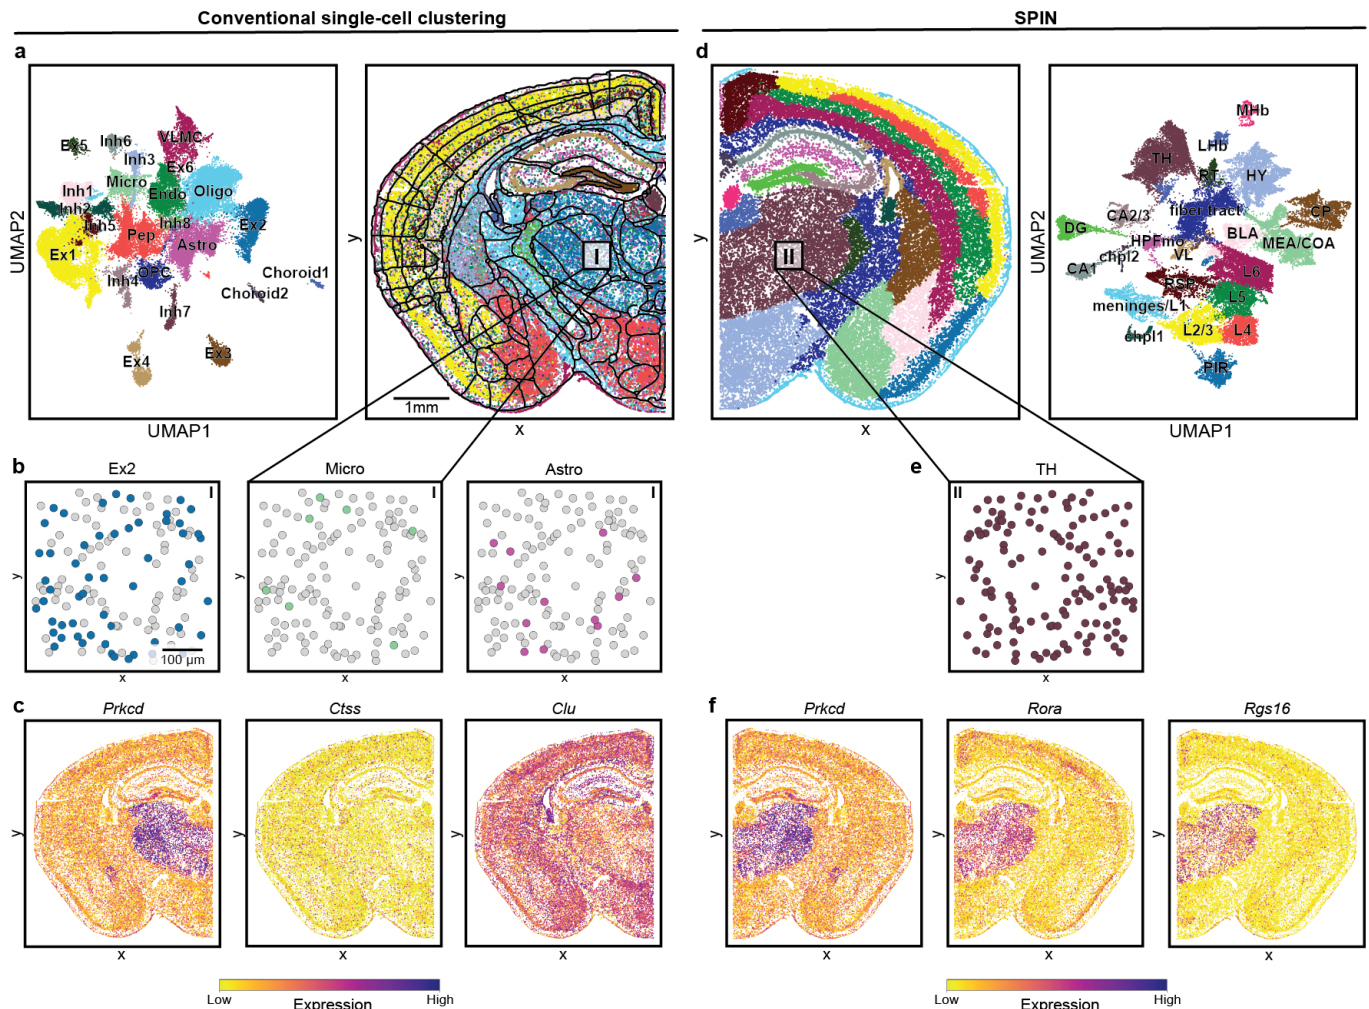 Conventional single-cell clustering
SPIN
a
d
Ex5
Inh6
VLMC
Inh3
Ex6
Micro
Endo
Oligo
Inh1
Inh2
Inh5
Inh8
Ex2
Pep
Astro
Ex1
OPC
Inh4
Choroid1
Choroid2
Inh7
Ex4
Ex3
UMAP2
UMAP1
y
I
1mm
x
y
II
x
MHb
LHb
TH
RT
HY
CA2/3
fiber tract
CP
DG
BLA
HPFmo
MEA/COA
chpl2
VL
CA1
L6
RSP
meninges/L1
L5
chpl1
L2/3
L4
PIR
UMAP2
UMAP1
b
Ex2
Micro
Astro
e
TH
I
I
I
II
y
y
y
y
100 μm
x
x
x
x
c
Prkcd
Ctss
Clu
f
Prkcd
Rora
Rgs16
y
y
y
y
y
y
x
x
x
x
x
x
Low
High
Expression
Low
High
Expression